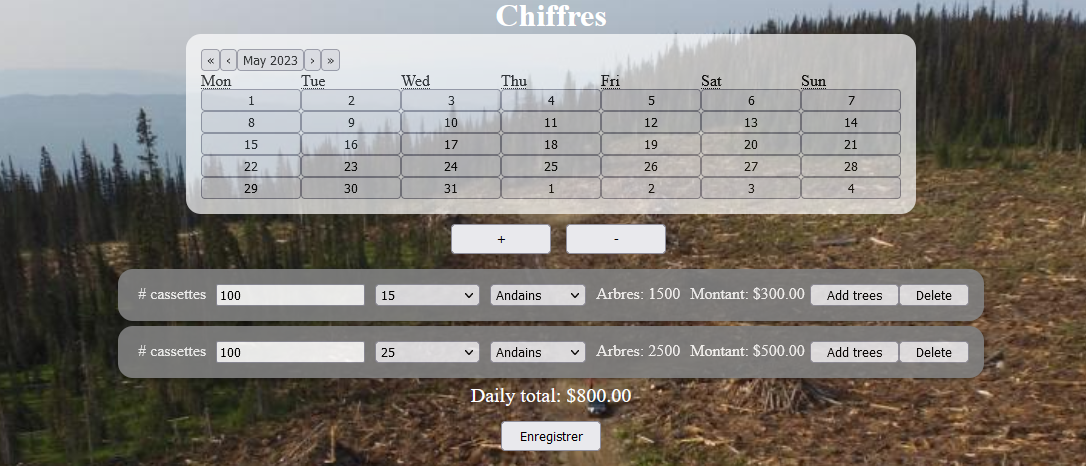 Chiffres
« ‹ May 2023 › »
Mon Tue Wed Thu Fri Sat Sun
1 2 3 4 5 6 7
8 9 10 11 12 13 14
15 16 17 18 19 20 21
22 23 24 25 26 27 28
29 30 31 1 2 3 4
+ -
# cassettes 100 15 Andains Arbres: 1500 Montant: $300.00 Add trees Delete
# cassettes 100 25 Andains Arbres: 2500 Montant: $500.00 Add trees Delete
Daily total: $800.00
Enregistrer